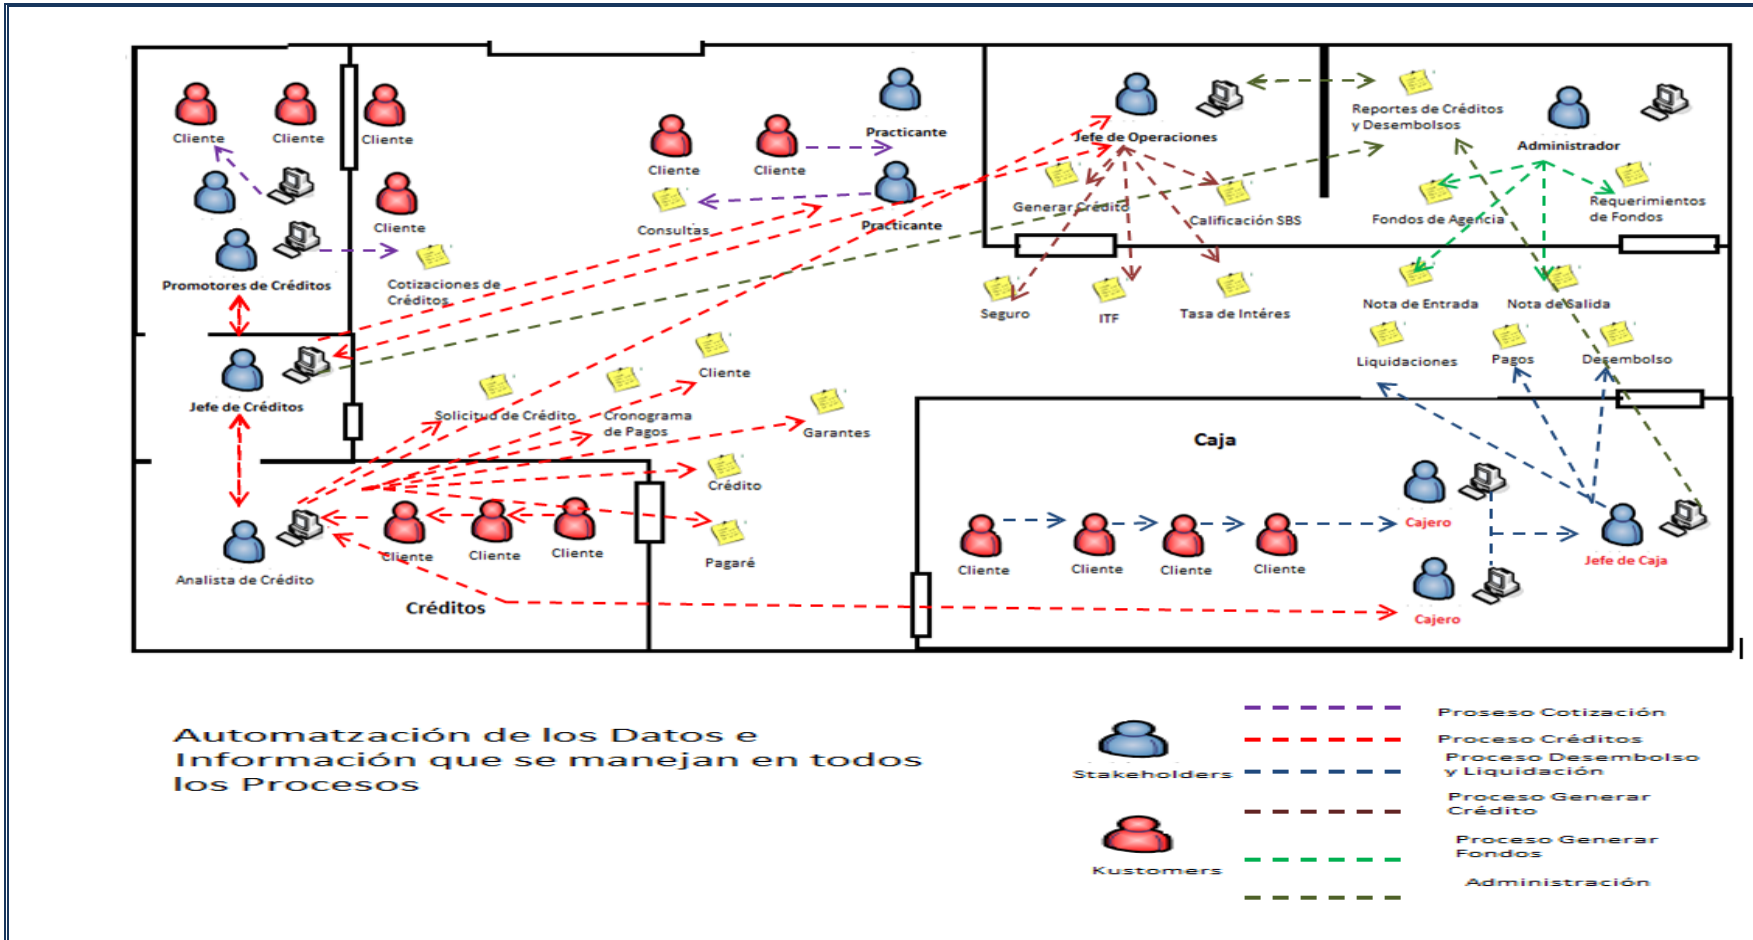 Cliente
Cliente
Cliente
Cliente
Cliente
Practicante
Jefe de Operaciones
Reportes de Créditos
y Desembolsos
Administrador
Cliente
Consultas
Practicante
Generar Crédito
Calificación SBS
Fondos de Agencia
Requerimientos
de Fondos
Promotores de Créditos
Cotizaciones de
Créditos
Seguro
ITF
Tasa de Intéres
Nota de Entrada
Nota de Salida
Liquidaciones
Pagos
Desembolso
Jefe de Créditos
Solicitud de Crédito
Cronograma
de Pagos
Cliente
Garantes
Crédito
Pagaré
Caja
Cliente
Cliente
Cliente
Analista de Crédito
Créditos
Cliente
Cliente
Cliente
Cliente
Cajero
Cajero
Jefe de Caja
Automatzación de los Datos e
Información que se manejan en todos
los Procesos
Stakeholders
Kustomers
Proseso Cotización
Proceso Créditos
Proceso Desembolso
y Liquidación
Proceso Generar
Crédito
Proceso Generar
Fondos
Administración